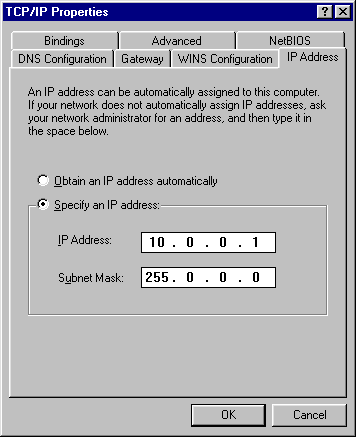 TCP/IP Properties
Bindings Advanced NetBIOS
DNS Configuration Gateway WINS Configuration IP Address
An IP address can be automatically assigned to this computer.
If your network does not automatically assign IP addresses, ask
your network administrator for an address, and then type it in
the space below.
Obtain an IP address automatically
Specify an IP address:
IP Address: 10 . 0 . 0 . 1
Subnet Mask: 255 . 0 . 0 . 0
OK Cancel